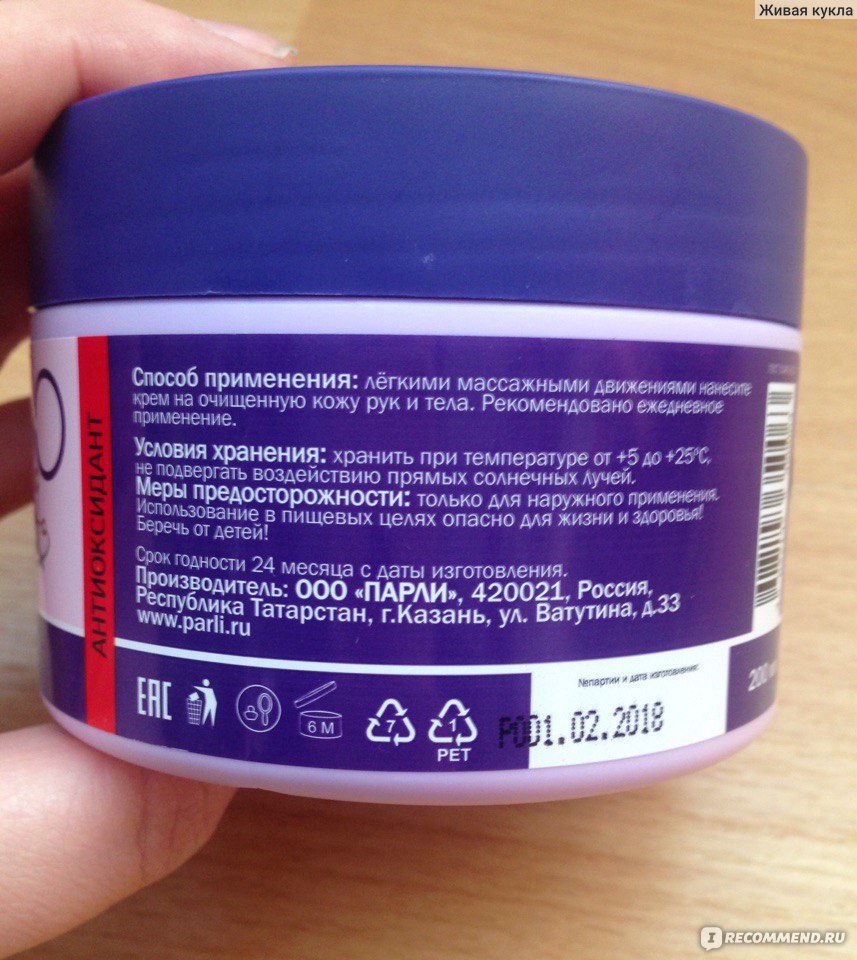 Живая кукла
АНТИОКСИДАНТ
Способ применения: лёгкими массажными движениями нанесите
крем на очищенную кожу рук и тела. Рекомендовано ежедневное
применение.
Условия хранения: хранить при температуре от +5 до +25°C,
не подвергать воздействию прямых солнечных лучей.
Меры предосторожности: только для наружного применения.
Использование в пищевых целях опасно для жизни и здоровья!
Беречь от детей!
Срок годности 24 месяца с даты изготовления.
Производитель: ООО «ПАРЛИ», 420021, Россия,
Республика Татарстан, г.Казань, ул. Ватутина, д.33
www.parli.ru
EAC
6 M
7
1
PET
№партии и дата изготовления:
P001.02.2018
200
IRECOMMEND.RU